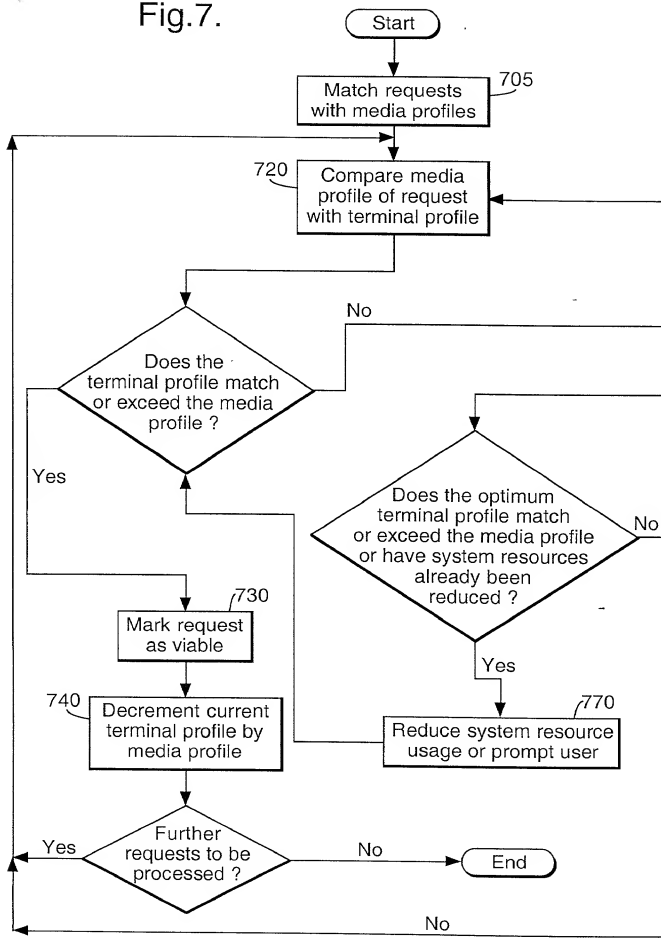 Fig.7.
Start
Match requests
with media profiles
705
720
Compare media
profile of request
with terminal profile
No
Does the
terminal profile match
or exceed the media
profile ?
Yes
Does the optimum
terminal profile match
or exceed the media profile
or have system resources
already been
reduced ?
No
730
Mark request
as viable
Yes
740
Decrement current
terminal profile by
media profile
770
Reduce system resource
usage or prompt user
Further
requests to be
processed ?
Yes
No
End
No